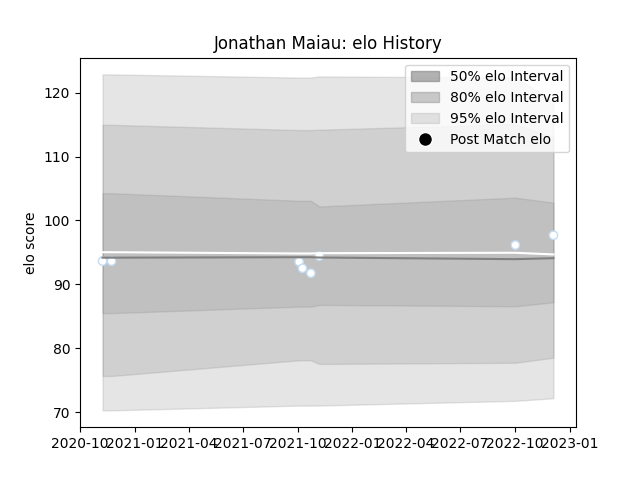 Jonathan Maiau: elo History
50% elo Interval
80% elo Interval
95% elo Interval
Post Match elo
elo score
120
110
100
90
80
70
2020-10 2021-01 2021-04 2021-07 2021-10 2022-01 2022-04 2022-07 2022-10 2023-01